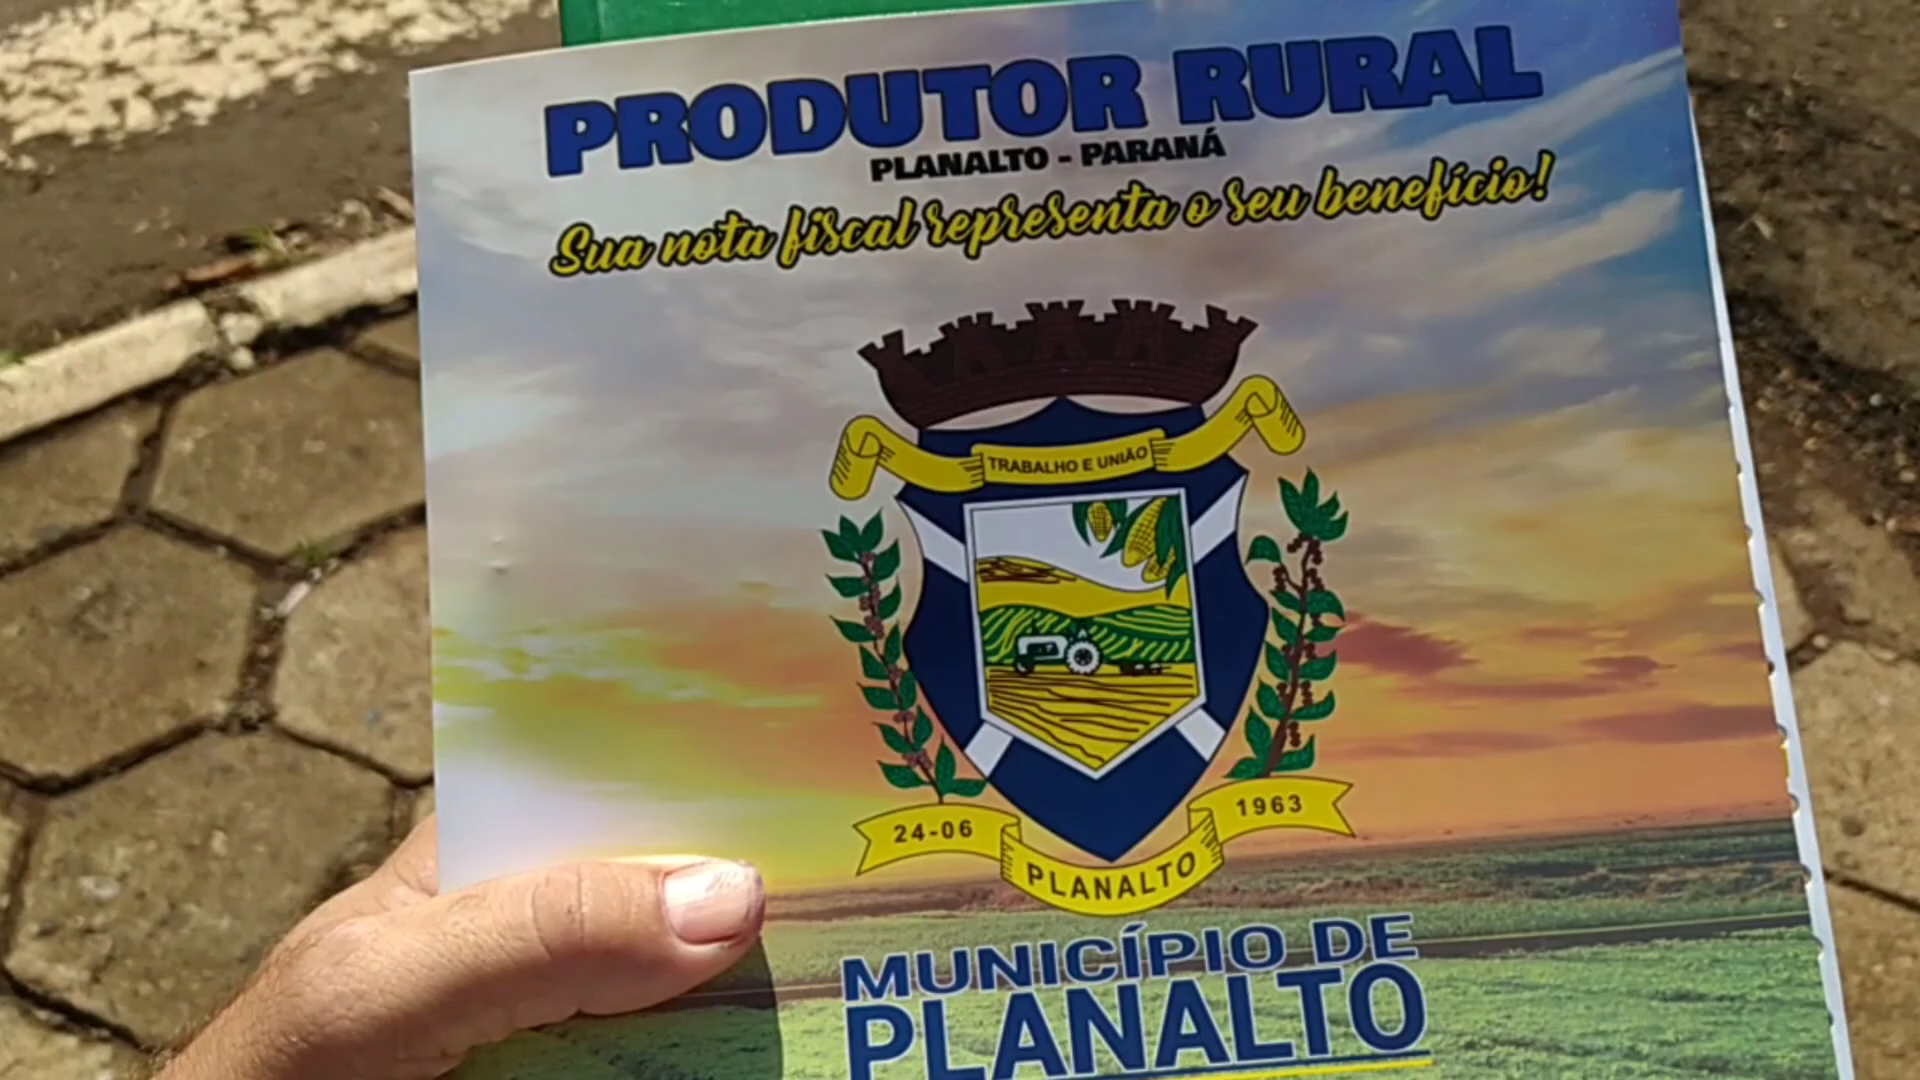 PRODUTOR RURAL
PLANALTO - PARANÁ
Sua nota fiscal representa o seu benefício!
TRABALHO E UNIÃO
24-06
1963
PLANALTO
MUNICÍPIO DE
PLANALTO